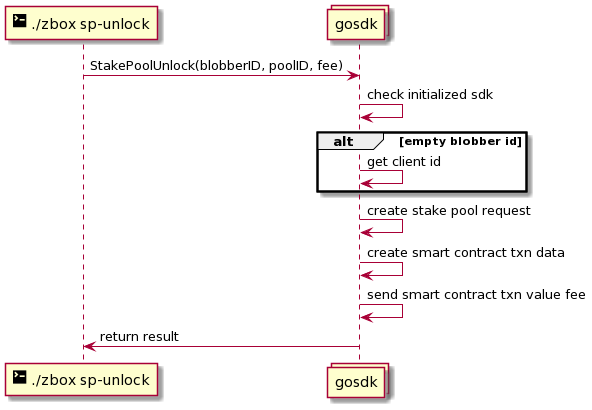 ./zbox sp-unlock
gosdk
StakePoolUnlock(blobberID, poolID, fee)
check initialized sdk
alt
[empty blobber id]
get client id
create stake pool request
create smart contract txn data
send smart contract txn value fee
return result
./zbox sp-unlock
gosdk